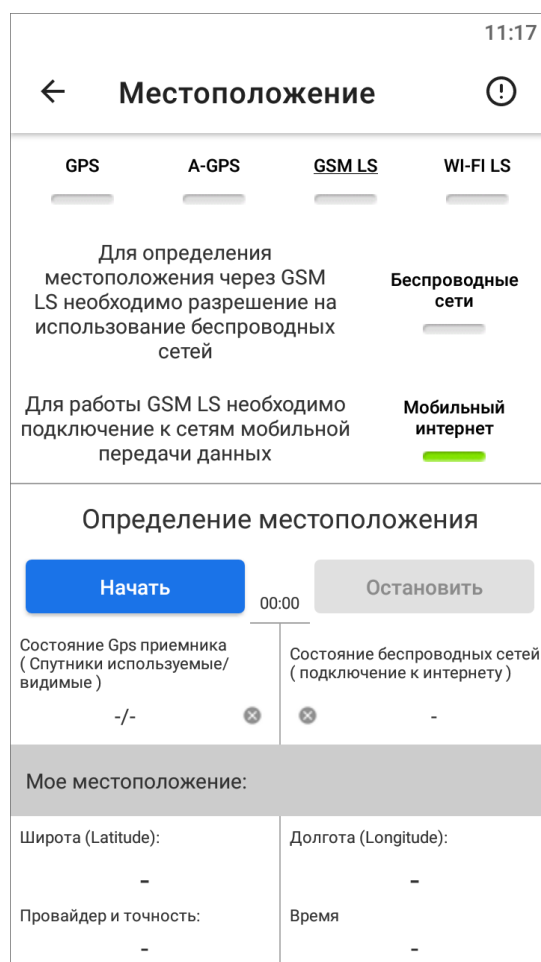 11:17
Местоположение
GPS A-GPS GSM LS WI-FI LS
Для определения
местоположения через GSM
LS необходимо разрешение на
использование беспроводных
сетей
Беспроводные
сети
Для работы GSM LS необходимо
подключение к сетям мобильной
передачи данных
Мобильный
интернет
Определение местоположения
Начать
00:00
Остановить
Состояние Gps приемника
( Спутники используемые/
видимые )
-/-
Состояние беспроводных сетей
( подключение к интернету )
-
Мое местоположение:
Широта (Latitude):
-
Долгота (Longitude):
-
Провайдер и точность:
-
Время
-